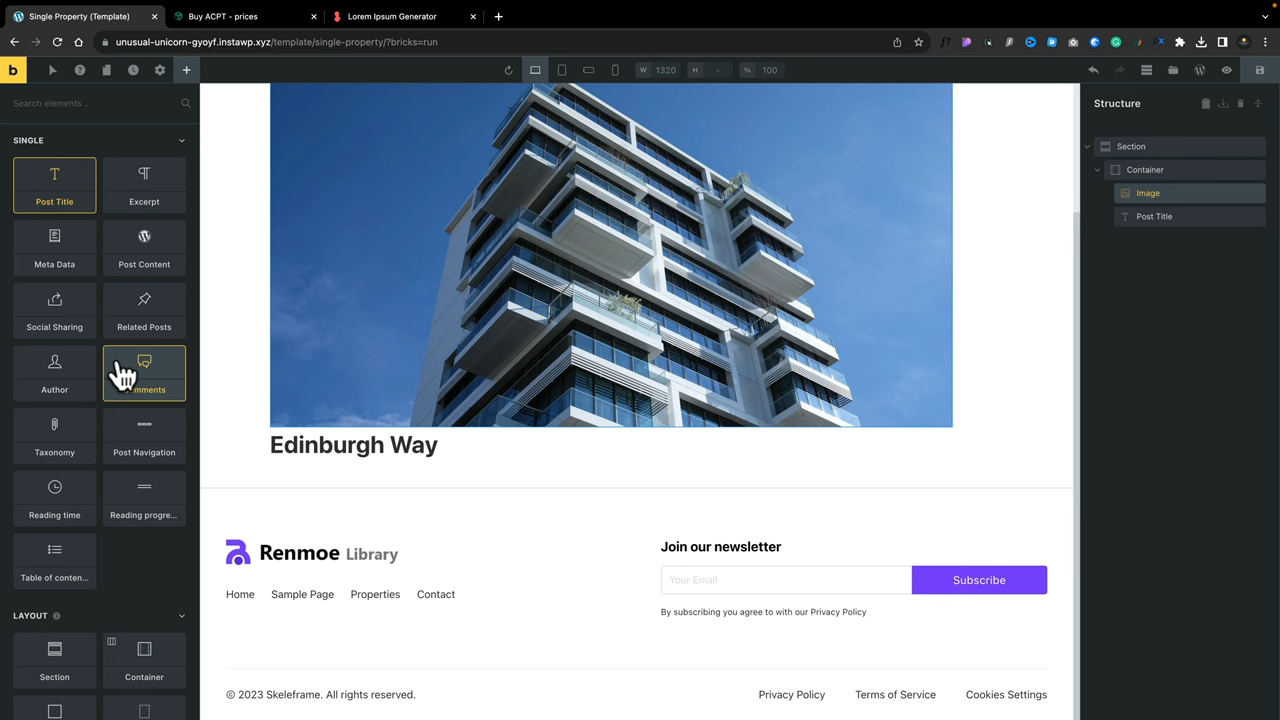 Single Property (Template)
Buy ACPT - prices
Lorem Ipsum Generator
unusual-unicorn-gyoyf.instawp.xyz/template/single-property/?bricks=run
b
W 1320
H -
% 100
Search elements ..
SINGLE
Post Title
Excerpt
Meta Data
Post Content
Social Sharing
Related Posts
Author
mments
Taxonomy
Post Navigation
Reading time
Reading progre...
Table of conten...
LAYOUT
Section
Container
Edinburgh Way
Renmoe Library
Home
Sample Page
Properties
Contact
Join our newsletter
Your Email
Subscribe
By subscribing you agree to with our Privacy Policy
© 2023 Skeleframe. All rights reserved.
Privacy Policy
Terms of Service
Cookies Settings
Structure
Section
Container
Image
Post Title